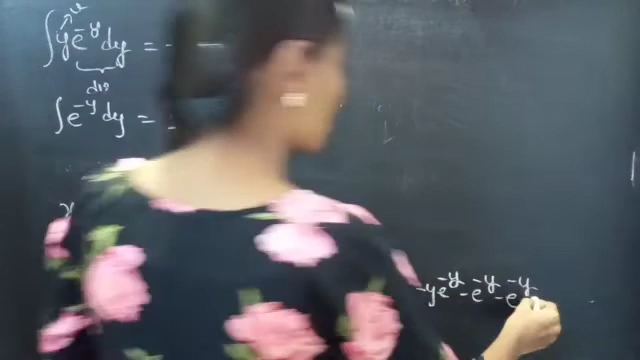 ∫ye^{-y}dy = -
∫e^{-y}dy =
-ye^{-y} - e^{-y} - e^{-y}